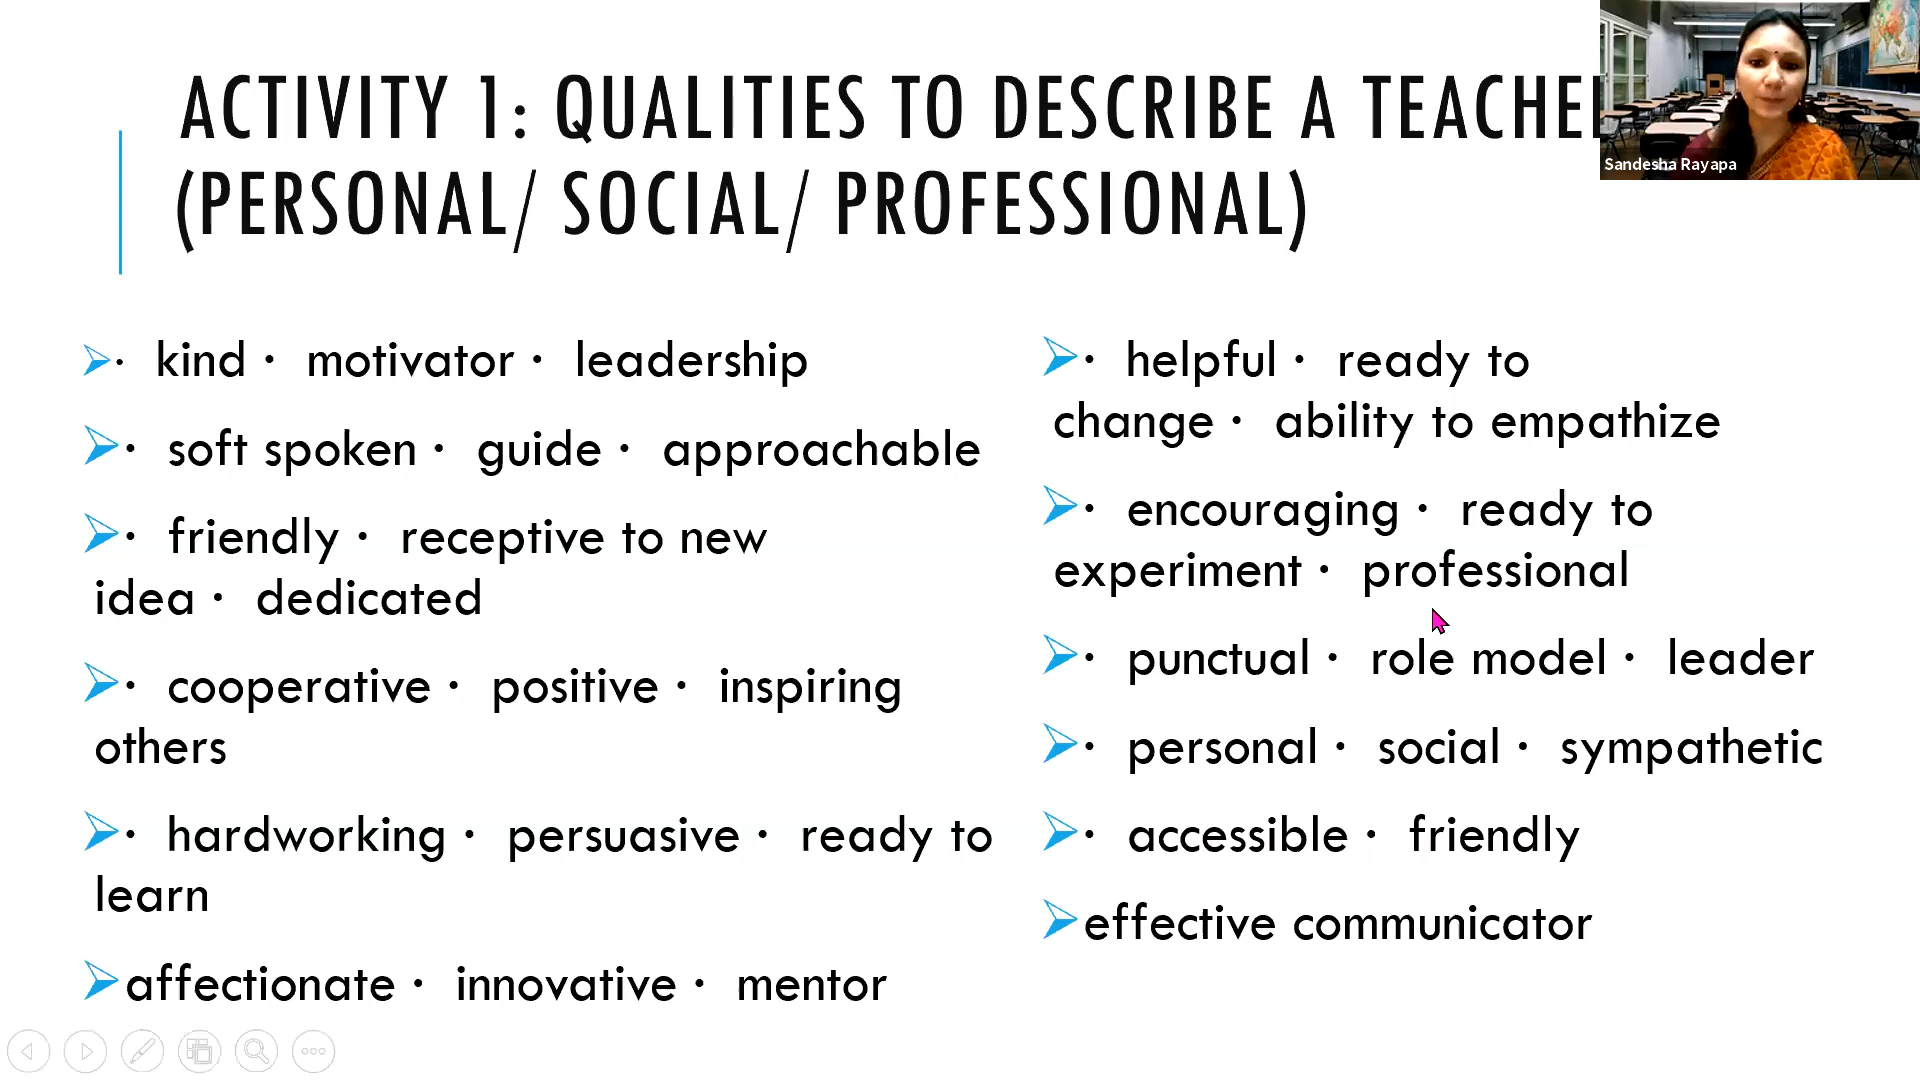 ACTIVITY 1: QUALITIES TO DESCRIBE A TEACHE
(PERSONAL/ SOCIAL/ PROFESSIONAL)
Sandesha Rayapa
· kind · motivator · leadership
· soft spoken · guide · approachable
· friendly · receptive to new
idea · dedicated
· cooperative · positive · inspiring
others
· hardworking · persuasive · ready to
learn
affectionate · innovative · mentor
· helpful · ready to
change · ability to empathize
· encouraging · ready to
experiment · professional
· punctual · role model · leader
· personal · social · sympathetic
· accessible · friendly
effective communicator